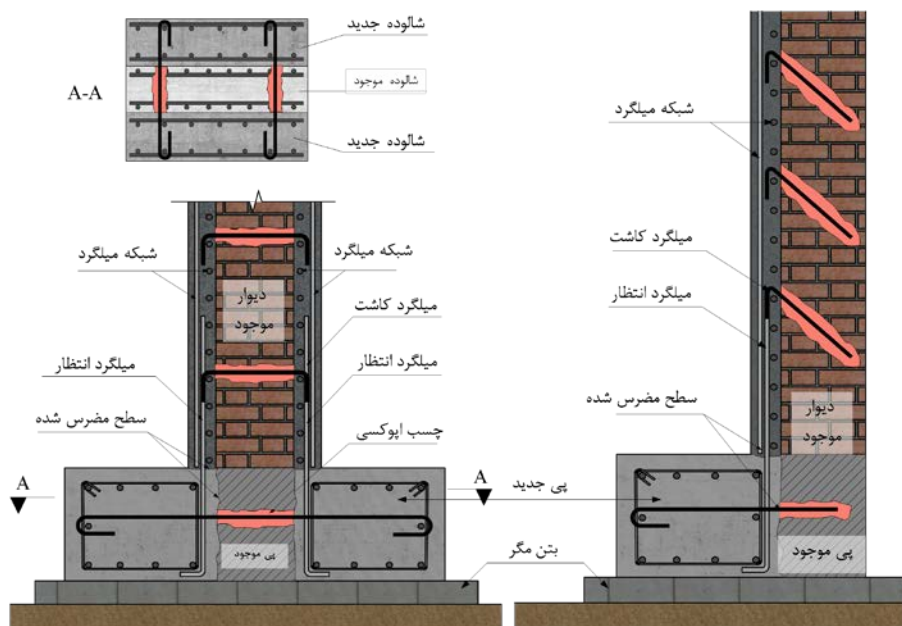 شالوده جدید
شالوده موجود
A-A
شالوده جدید
شبکه میلگرد
شبکه میلگرد
دیوار
موجود
میلگرد کاشت
میلگرد انتظار
میلگرد انتظار
سطح مضرس شده
چسب اپوکسی
A
A
پی موجود
شبکه میلگرد
میلگرد کاشت
میلگرد انتظار
سطح مضرس شده
دیوار
موجود
پی جدید
پی موجود
بتن مگر